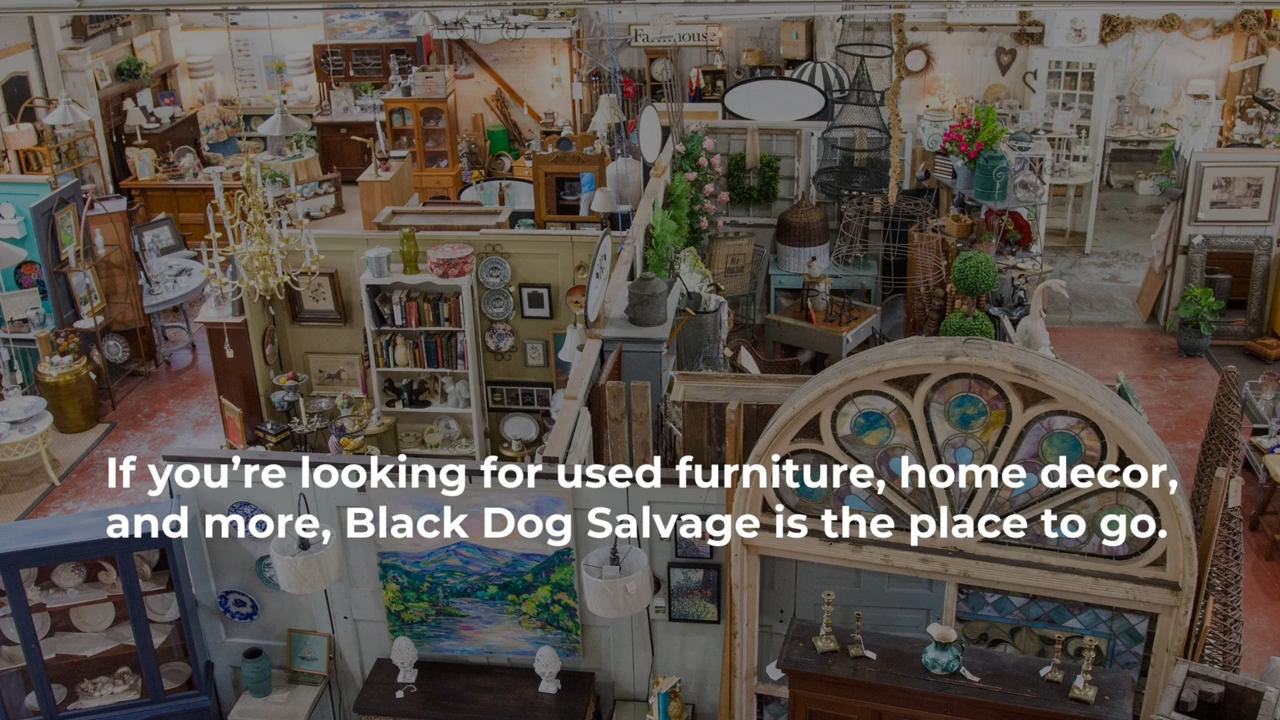 Farmhouse
If you’re looking for used furniture, home decor,
and more, Black Dog Salvage is the place to go.